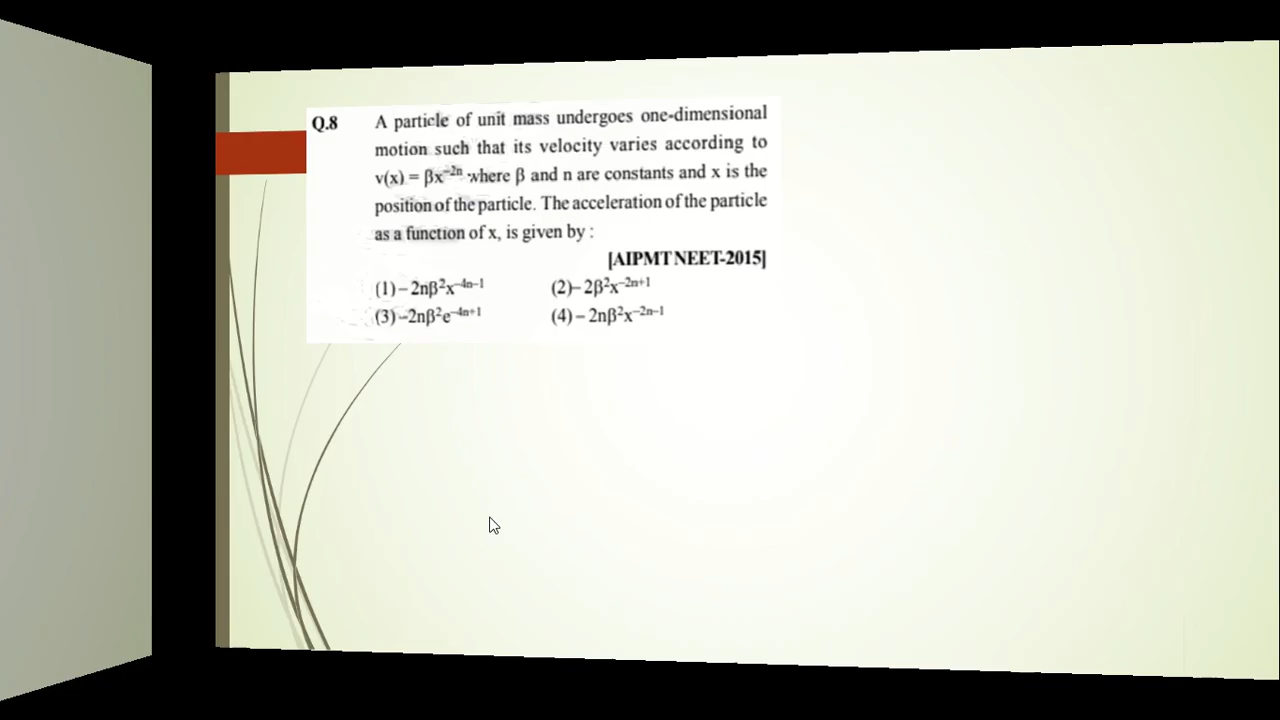 Q.8 A particle of unit mass undergoes one-dimensional
motion such that its velocity varies according to
v(x) = βx⁻²ⁿ where β and n are constants and x is the
position of the particle. The acceleration of the particle
as a function of x, is given by :
[AIPMT NEET-2015]
(1) – 2nβ²x⁻⁴ⁿ⁻¹ (2)– 2β²x⁻²ⁿ⁺¹
(3) –2nβ²e⁻⁴ⁿ⁺¹ (4) – 2nβ²x⁻²ⁿ⁻¹